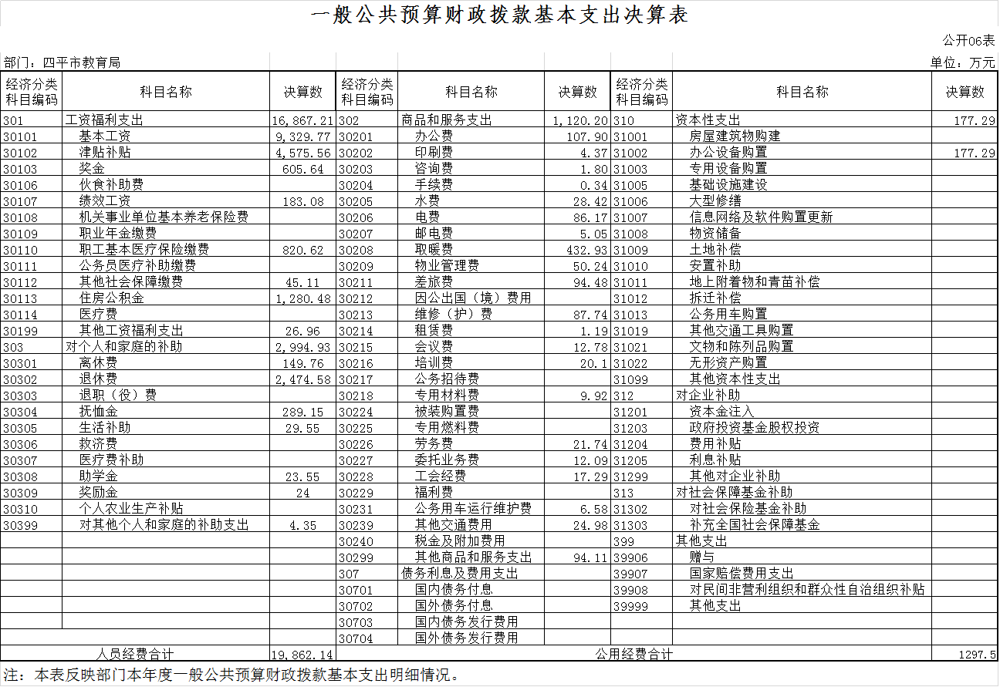 一般公共预算财政拨款基本支出决算表
公开06表
部门：四平市教育局 单位：万元
经济分类科目编码 科目名称 决算数 经济分类科目编码 科目名称 决算数 经济分类科目编码 科目名称 决算数
301 工资福利支出 16,867.21 302 商品和服务支出 1,120.20 310 资本性支出 177.29
30101 基本工资 9,329.77 30201 办公费 107.90 31001 房屋建筑物购建
30102 津贴补贴 4,575.56 30202 印刷费 4.37 31002 办公设备购置 177.29
30103 奖金 605.64 30203 咨询费 1.80 31003 专用设备购置
30106 伙食补助费 30204 手续费 0.34 31005 基础设施建设
30107 绩效工资 183.08 30205 水费 28.42 31006 大型修缮
30108 机关事业单位基本养老保险费 30206 电费 86.17 31007 信息网络及软件购置更新
30109 职业年金缴费 30207 邮电费 5.05 31008 物资储备
30110 职工基本医疗保险缴费 820.62 30208 取暖费 432.93 31009 土地补偿
30111 公务员医疗补助缴费 30209 物业管理费 50.24 31010 安置补助
30112 其他社会保障缴费 45.11 30211 差旅费 94.48 31011 地上附着物和青苗补偿
30113 住房公积金 1,280.48 30212 因公出国（境）费用 31012 拆迁补偿
30114 医疗费 30213 维修（护）费 87.74 31013 公务用车购置
30199 其他工资福利支出 26.96 30214 租赁费 1.19 31019 其他交通工具购置
303 对个人和家庭的补助 2,994.93 30215 会议费 12.78 31021 文物和陈列品购置
30301 离休费 149.76 30216 培训费 20.1 31022 无形资产购置
30302 退休费 2,474.58 30217 公务招待费 31099 其他资本性支出
30303 退职（役）费 30218 专用材料费 9.92 312 对企业补助
30304 抚恤金 289.15 30224 被装购置费 31201 资本金注入
30305 生活补助 29.55 30225 专用燃料费 31203 政府投资基金股权投资
30306 救济费 30226 劳务费 21.74 31204 费用补贴
30307 医疗费补助 30227 委托业务费 12.09 31205 利息补贴
30308 助学金 23.55 30228 工会经费 17.29 31299 其他对企业补助
30309 奖励金 24 30229 福利费 313 对社会保障基金补助
30310 个人农业生产补贴 30231 公务用车运行维护费 6.58 31302 对社会保险基金补助
30399 对其他个人和家庭的补助支出 4.35 30239 其他交通费用 24.98 31303 补充全国社会保障基金
30240 税金及附加费用 399 其他支出
30299 其他商品和服务支出 94.11 39906 赠与
307 债务利息及费用支出 39907 国家赔偿费用支出
30701 国内债务付息 39908 对民间非营利组织和群众性自治组织补贴
30702 国外债务付息 39999 其他支出
30703 国内债务发行费用
30704 国外债务发行费用
人员经费合计 19,862.14 公用经费合计 1297.5
注：本表反映部门本年度一般公共预算财政拨款基本支出明细情况。